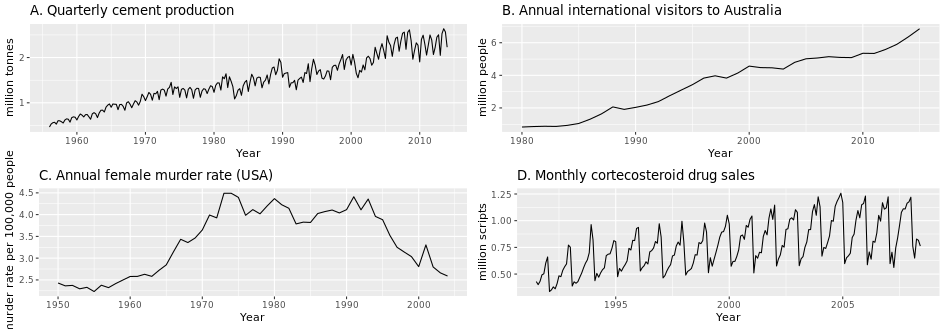 A. Quarterly cement production
million tonnes
2
1
1960 1970 1980 1990 2000 2010
Year
B. Annual international visitors to Australia
million people
6
4
2
1980 1990 2000 2010
Year
C. Annual female murder rate (USA)
murder rate per 100,000 people
4.5
4.0
3.5
3.0
2.5
1950 1960 1970 1980 1990 2000
Year
D. Monthly cortecosteroid drug sales
million scripts
1.25
1.00
0.75
0.50
1995 2000 2005
Year